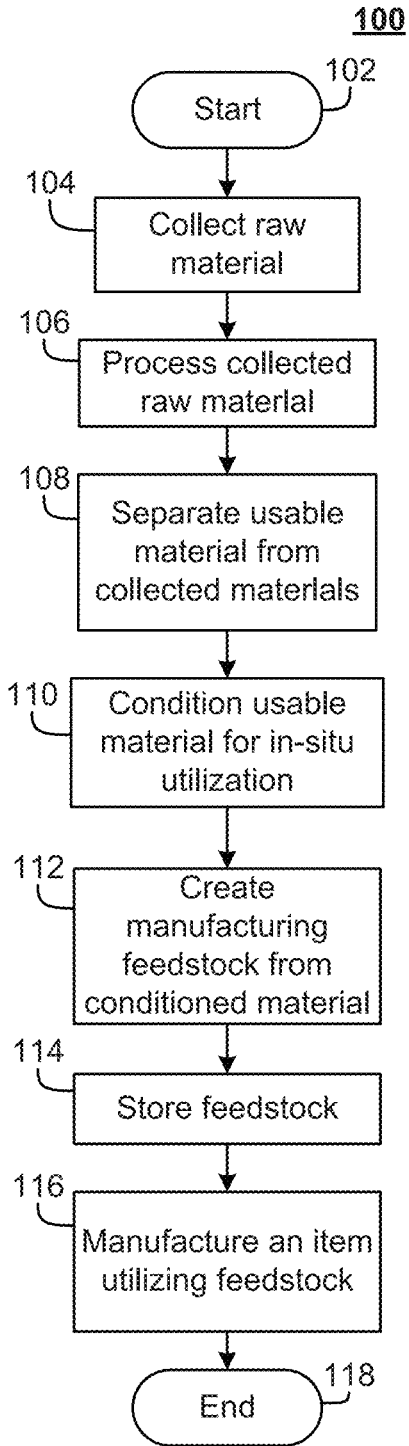 100
102
Start
104
Collect raw
material
106
Process collected
raw material
108
Separate usable
material from
collected materials
110
Condition usable
material for in-situ
utilization
112
Create
manufacturing
feedstock from
conditioned material
114
Store feedstock
116
Manufacture an item
utilizing feedstock
118
End